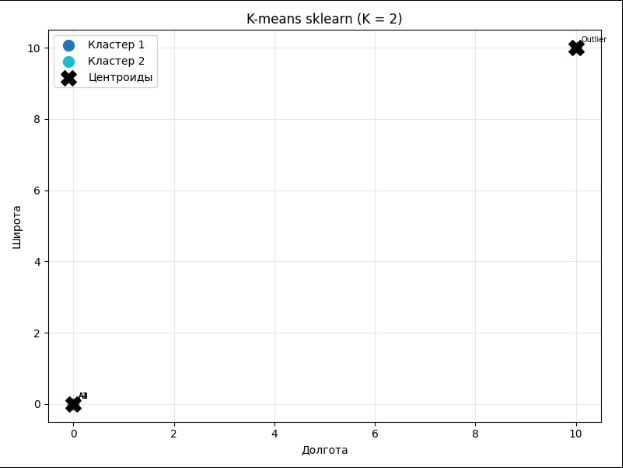 K-means sklearn (K = 2)
Кластер 1
Кластер 2
Центроиды
Outlier
10
8
6
4
2
0
Широта
0
2
4
6
8
10
Долгота